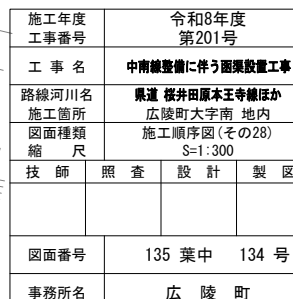 施工年度 令和8年度
工事番号 第201号
工事名 中南線整備に伴う函渠設置工事
路線河川名 県道 桜井田原本王寺線ほか
施工箇所 広陵町大字南 地内
図面種類 施工順序図(その28)
縮尺 S=1:300
技師 照査 設計 製図
図面番号 135 葉中 134 号
事務所名 広陵町